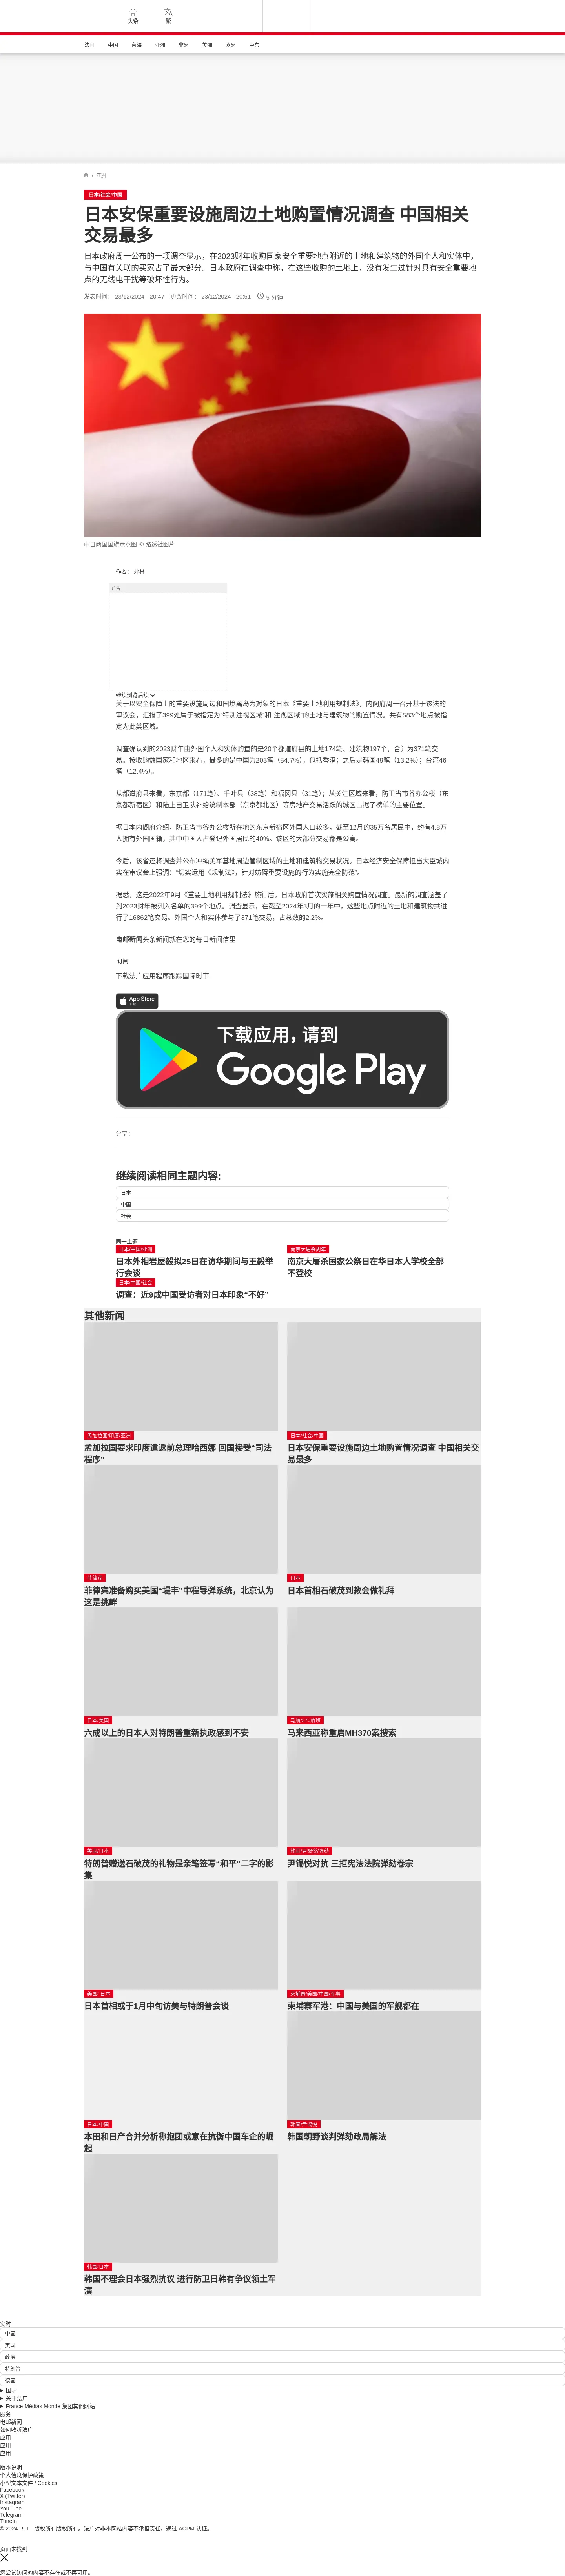 头条
繁
法国 中国 台海 亚洲 非洲 美洲 欧洲 中东
/ 亚洲
日本/社会/中国
日本安保重要设施周边土地购置情况调查 中国相关
交易最多
日本政府周一公布的一项调查显示，在2023财年收购国家安全重要地点附近的土地和建筑物的外国个人和实体中，
与中国有关联的买家占了最大部分。日本政府在调查中称，在这些收购的土地上，没有发生过针对具有安全重要地
点的无线电干扰等破坏性行为。
发表时间： 23/12/2024 - 20:47 更改时间： 23/12/2024 - 20:51 5 分钟
中日两国国旗示意图 © 路透社图片
作者： 弗林
广告
继续浏览后续
关于以安全保障上的重要设施周边和国境离岛为对象的日本《重要土地利用规制法》，内阁府周一召开基于该法的
审议会，汇报了399处属于被指定为“特别注视区域”和“注视区域”的土地与建筑物的购置情况。共有583个地点被指
定为此类区域。
调查确认到的2023财年由外国个人和实体购置的是20个都道府县的土地174笔、建筑物197个，合计为371笔交
易。按收购数国家和地区来看，最多的是中国为203笔（54.7%），包括香港；之后是韩国49笔（13.2%）；台湾46
笔（12.4%）。
从都道府县来看，东京都（171笔）、千叶县（38笔）和福冈县（31笔）；从关注区域来看，防卫省市谷办公楼（东
京都新宿区）和陆上自卫队补给统制本部（东京都北区）等房地产交易活跃的城区占据了榜单的主要位置。
据日本内阁府介绍，防卫省市谷办公楼所在地的东京新宿区外国人口较多，截至12月的35万名居民中，约有4.8万
人拥有外国国籍，其中中国人占登记外国居民的40%。该区的大部分交易都是公寓。
今后，该省还将调查并公布冲绳美军基地周边管制区域的土地和建筑物交易状况。日本经济安全保障担当大臣城内
实在审议会上强调：“切实运用《规制法》，针对妨碍重要设施的行为实施完全防范”。
据悉，这是2022年9月《重要土地利用规制法》施行后，日本政府首次实施相关购置情况调查。最新的调查涵盖了
到2023财年被列入名单的399个地点。调查显示，在截至2024年3月的一年中，这些地点附近的土地和建筑物共进
行了16862笔交易。外国个人和实体参与了371笔交易，占总数的2.2%。
电邮新闻头条新闻就在您的每日新闻信里
订阅
下载法广应用程序跟踪国际时事
App Store
下载
下载应用，请到
Google Play
分享 :
继续阅读相同主题内容:
日本
中国
社会
同一主题
日本/中国/亚洲
日本外相岩屋毅拟25日在访华期间与王毅举
行会谈
南京大屠杀周年
南京大屠杀国家公祭日在华日本人学校全部
不登校
日本/中国/社会
调查：近9成中国受访者对日本印象“不好”
其他新闻
孟加拉国/印度/亚洲
孟加拉国要求印度遣返前总理哈西娜 回国接受“司法
程序”
日本/社会/中国
日本安保重要设施周边土地购置情况调查 中国相关交
易最多
菲律宾
菲律宾准备购买美国“堤丰”中程导弹系统，北京认为
这是挑衅
日本
日本首相石破茂到教会做礼拜
日本/美国
六成以上的日本人对特朗普重新执政感到不安
马航/370航班
马来西亚称重启MH370案搜索
美国/日本
特朗普赠送石破茂的礼物是亲笔签写“和平”二字的影
集
韩国/尹锡悦/弹劾
尹锡悦对抗 三拒宪法法院弹劾卷宗
美国/ 日本
日本首相或于1月中旬访美与特朗普会谈
柬埔寨/美国/中国/军事
柬埔寨军港：中国与美国的军舰都在
日本/中国
本田和日产合并分析称抱团或意在抗衡中国车企的崛
起
韩国/尹锡悦
韩国朝野谈判弹劾政局解法
韩国/日本
韩国不理会日本强烈抗议 进行防卫日韩有争议领土军
演
实时
中国
美国
政治
特朗普
德国
国际
关于法广
France Médias Monde 集团其他网站
服务
电邮新闻
如何收听法广
应用
应用
应用
版本说明
个人信息保护政策
小型文本文件 / Cookies
Facebook
X (Twitter)
Instagram
YouTube
Telegram
TuneIn
© 2024 RFI – 版权所有版权所有。法广对非本网站内容不承担责任。通过 ACPM 认证。
页面未找到
您尝试访问的内容不存在或不再可用。